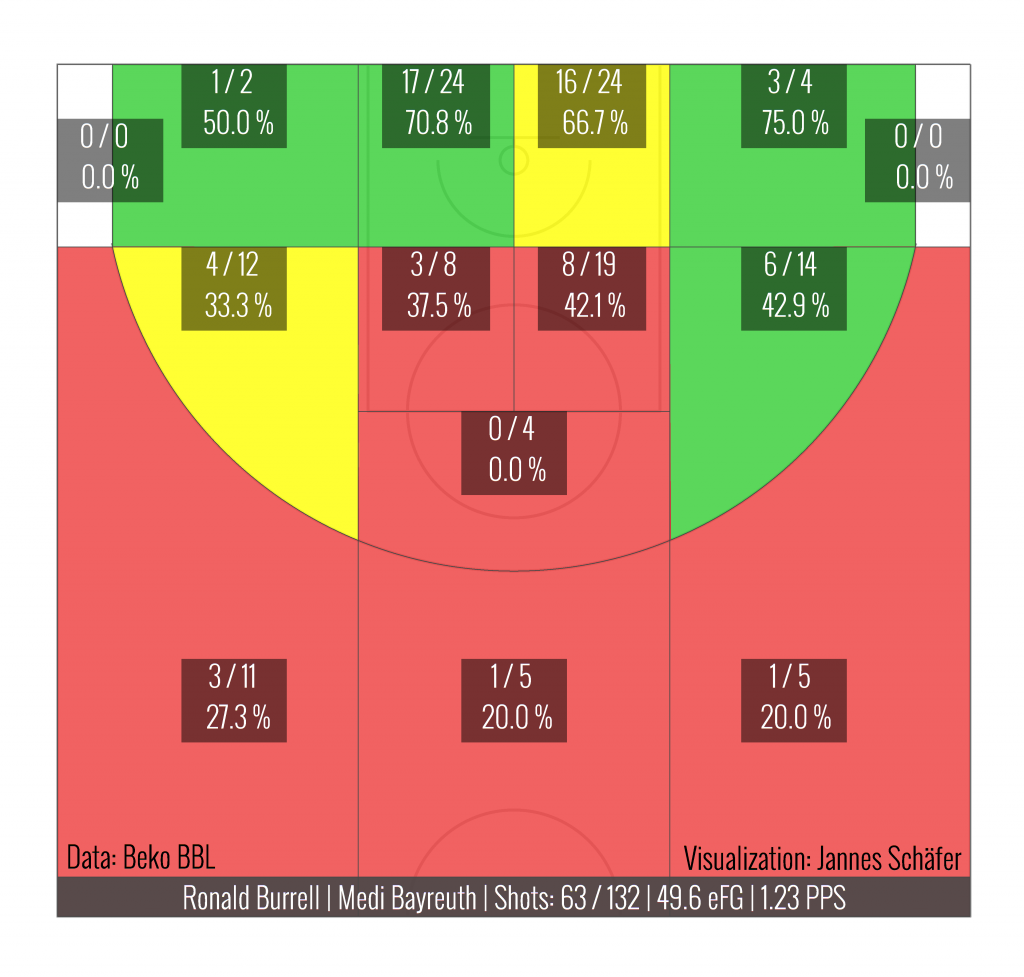 1 / 2
50.0 %
17 / 24
70.8 %
16 / 24
66.7 %
3 / 4
75.0 %
0 / 0
0.0 %
0 / 0
0.0 %
4 / 12
33.3 %
3 / 8
37.5 %
8 / 19
42.1 %
6 / 14
42.9 %
0 / 4
0.0 %
3 / 11
27.3 %
1 / 5
20.0 %
1 / 5
20.0 %
Data: Beko BBL
Visualization: Jannes Schäfer
Ronald Burrell | Medi Bayreuth | Shots: 63 / 132 | 49.6 eFG | 1.23 PPS